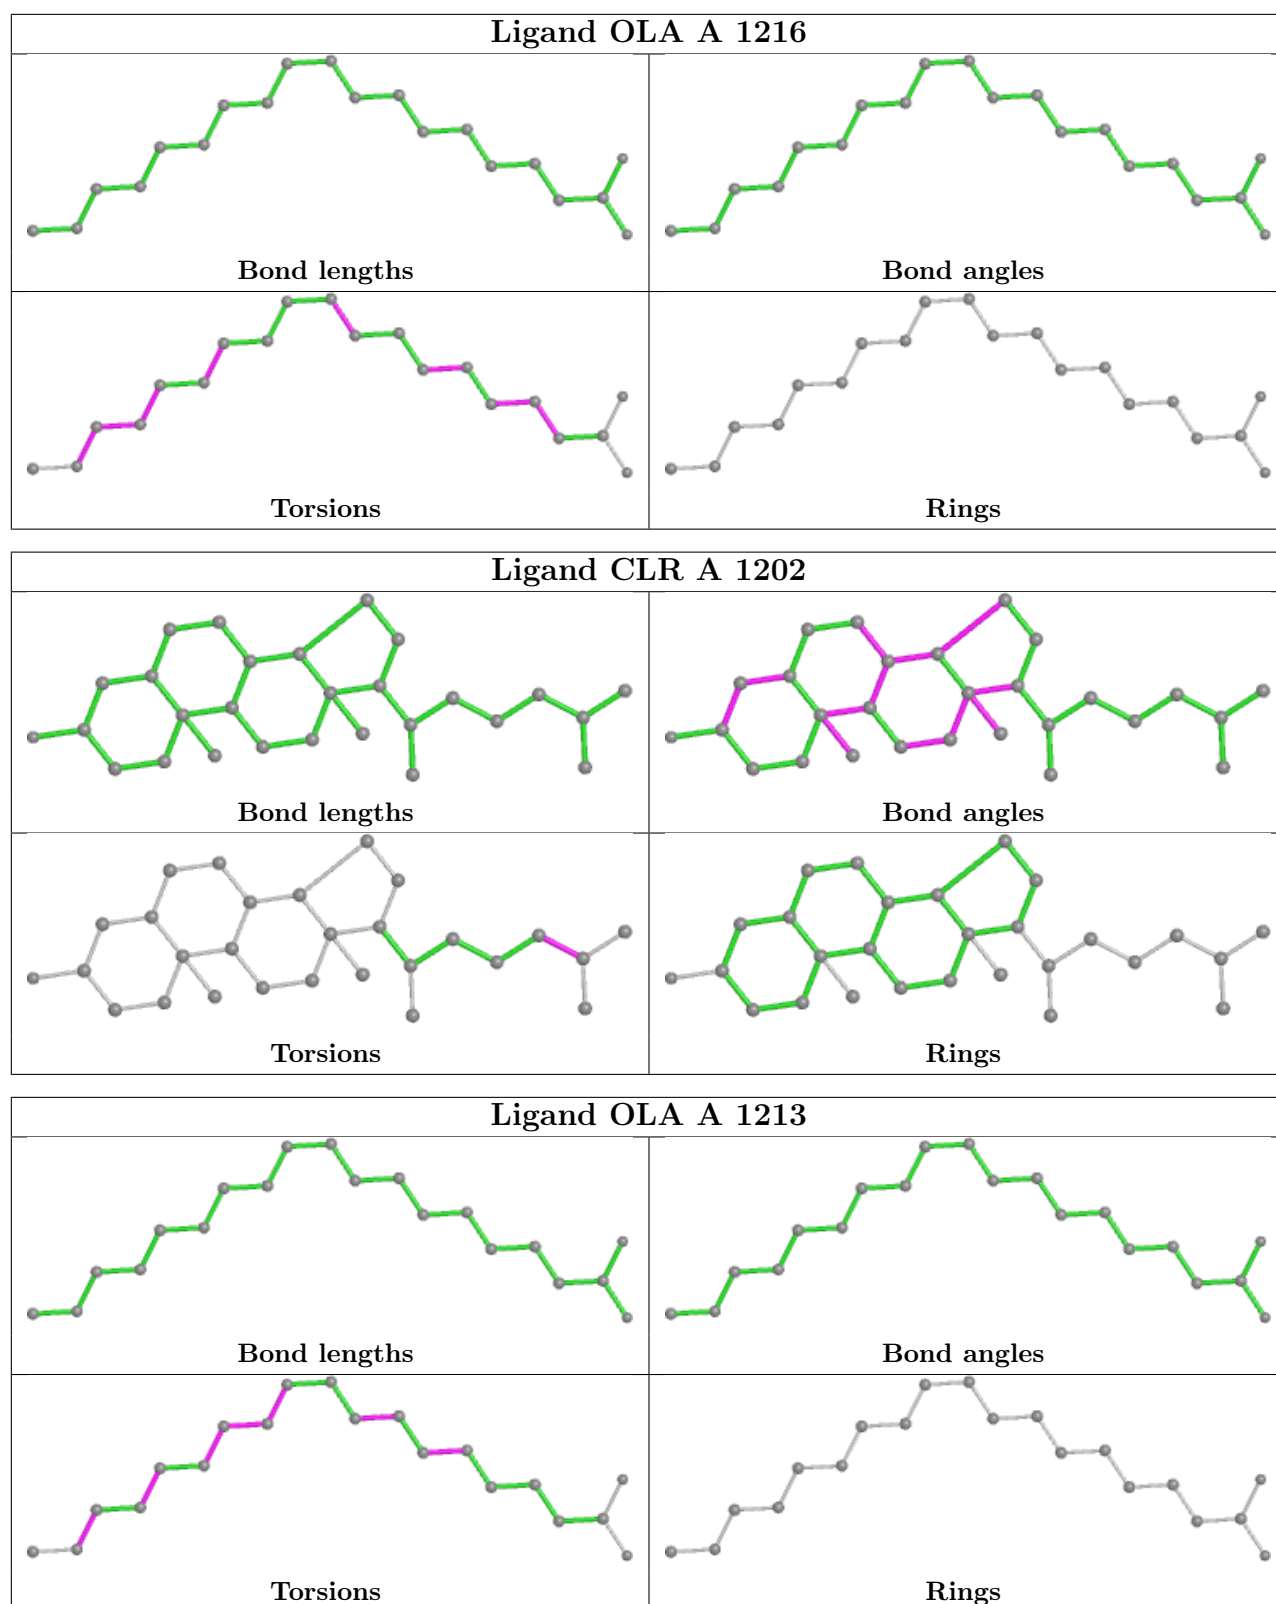 Ligand OLA A 1216
Bond lengths
Bond angles
Torsions
Rings
Ligand CLR A 1202
Bond lengths
Bond angles
Torsions
Rings
Ligand OLA A 1213
Bond lengths
Bond angles
Torsions
Rings